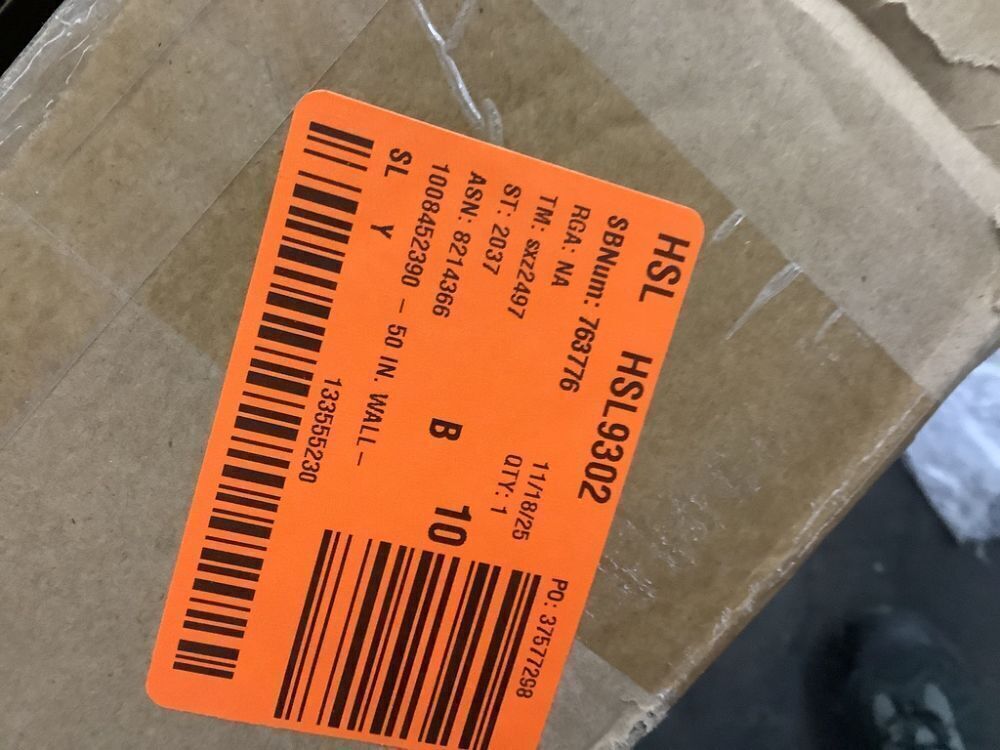 HSL HSL9302
SBNum: 763776
RGA: NA
TM: sxz2497 11/18/25 PO: 37577298
ST: 2037 QTY: 1
ASN: 8214366 B 10
1008452390 - 50 IN. WALL -
SL Y 133555230